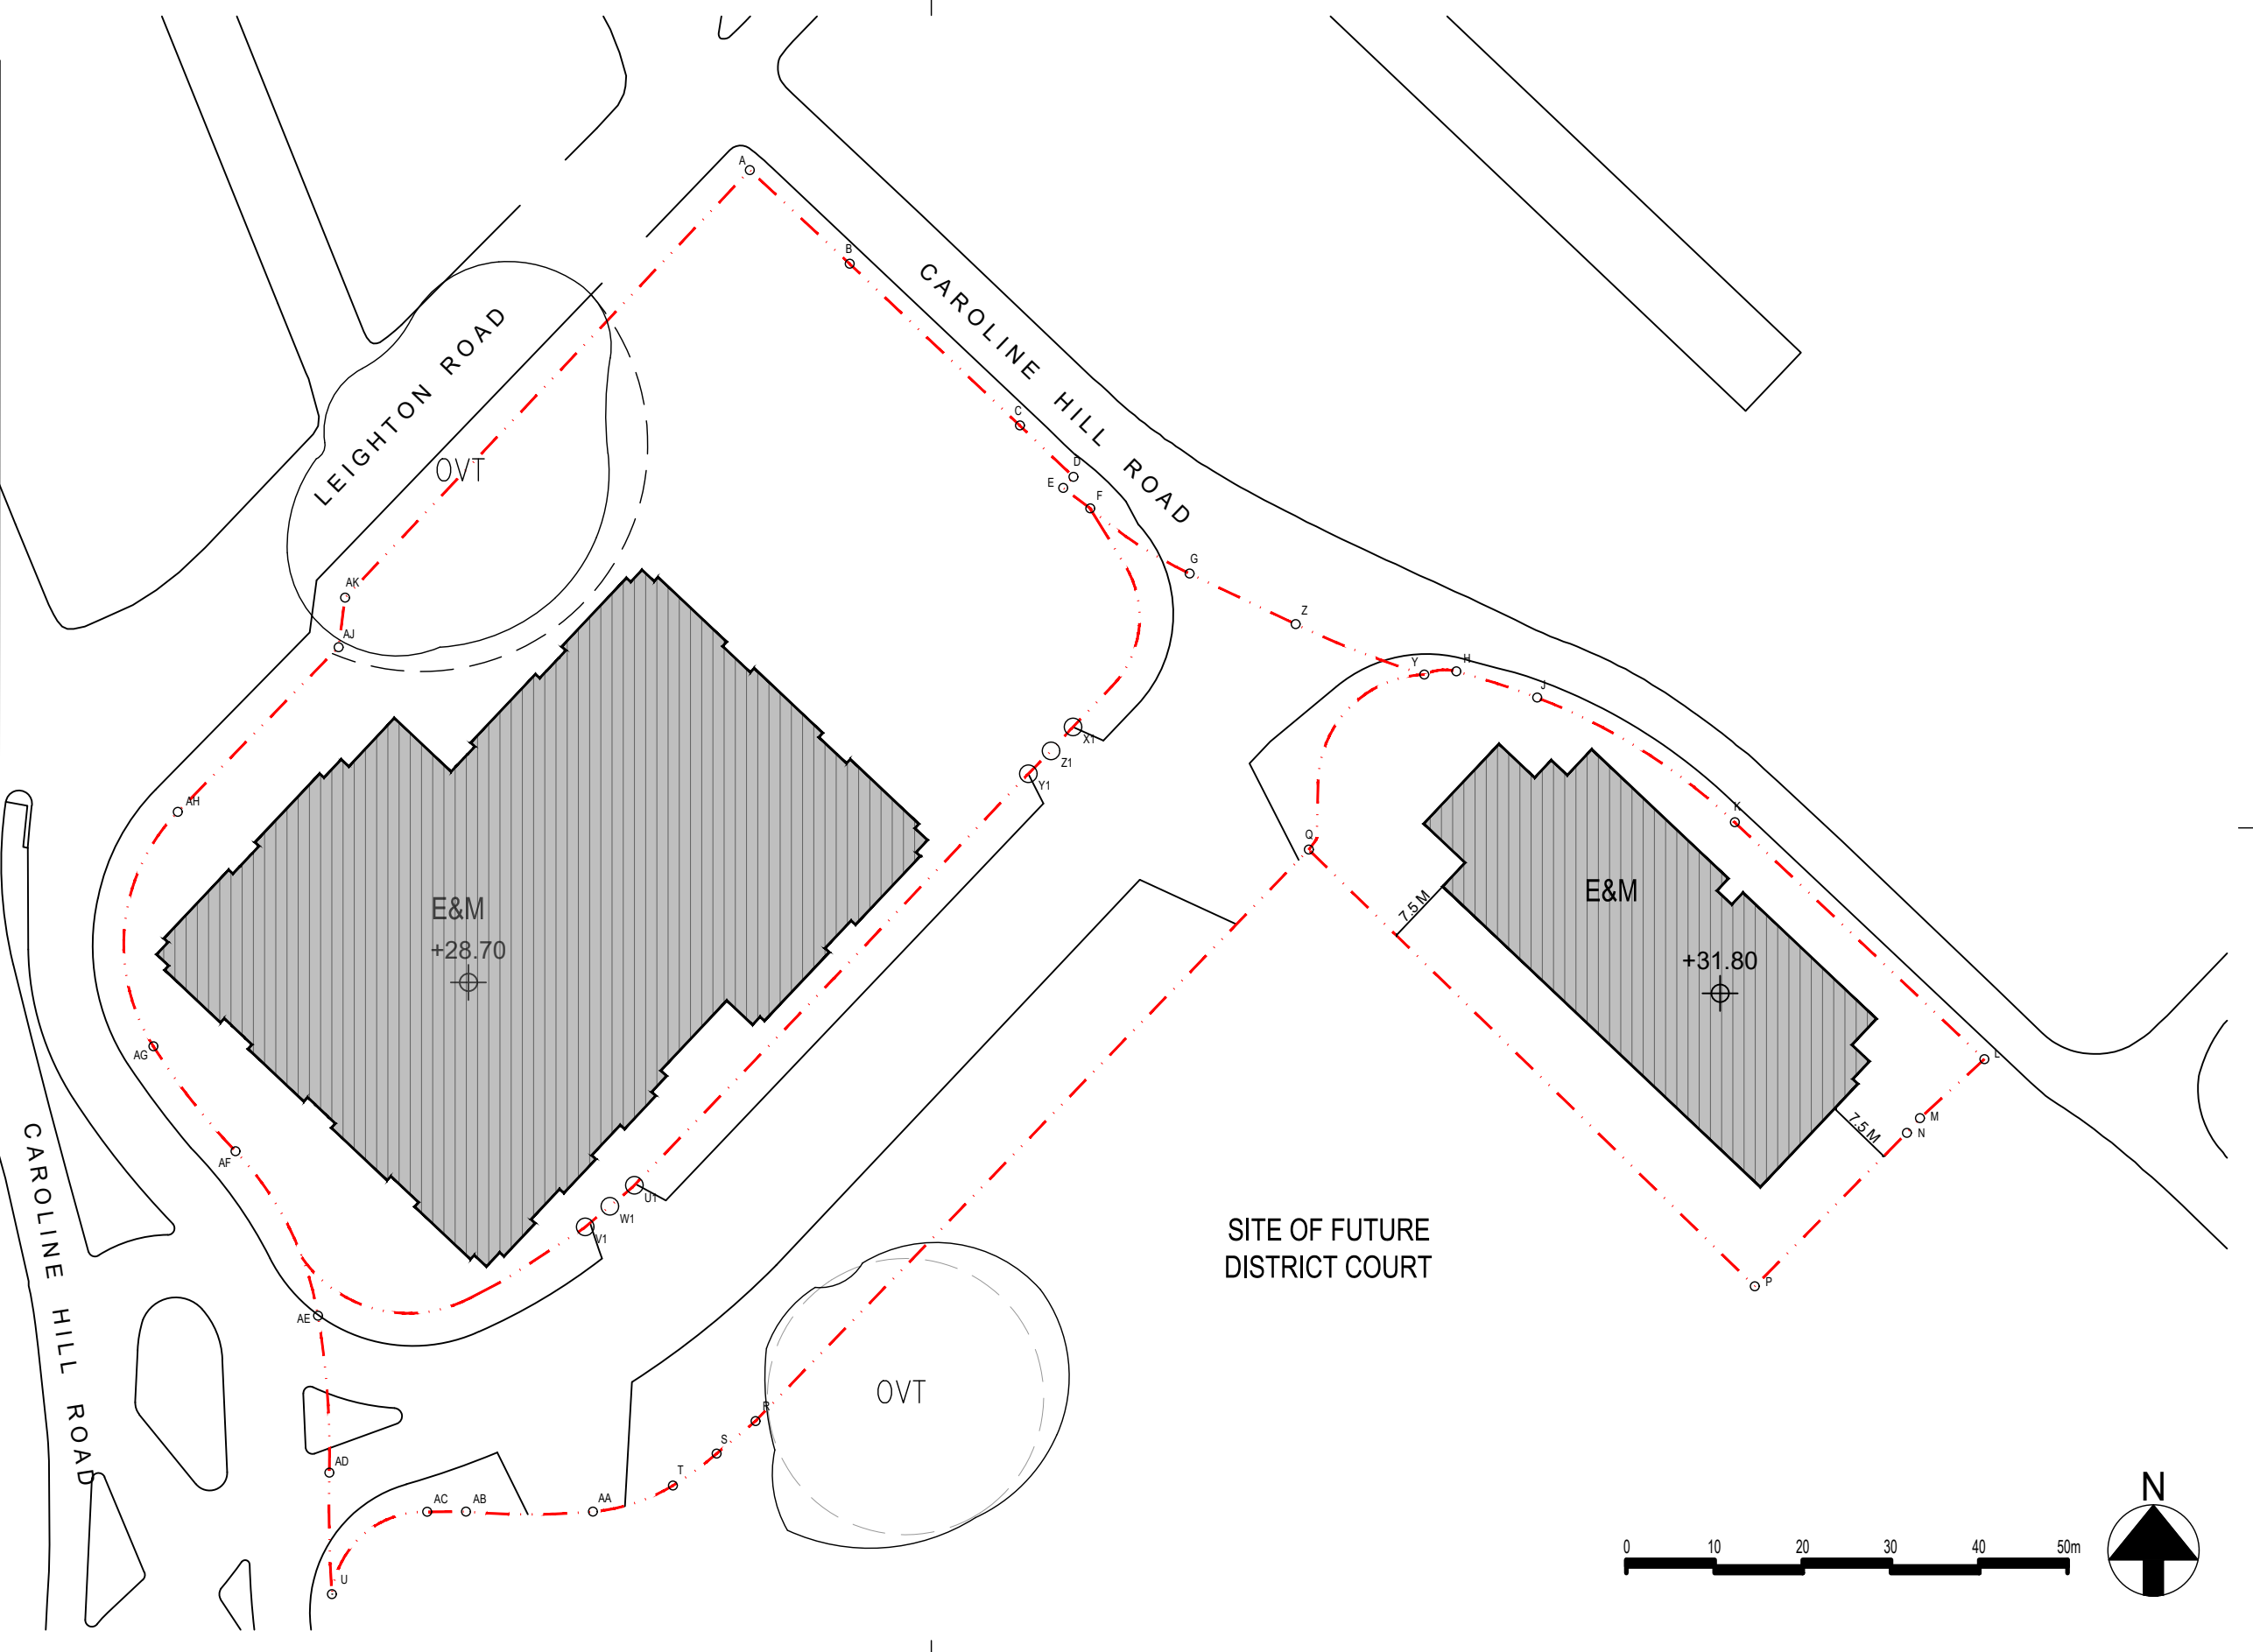 A
B
CAROLINE HILL ROAD
LEIGHTON ROAD
C
OVT
D
E
F
G
AK
Z
AJ
Y
H
J
X1
Z1
Y1
AH
K
Q
E&M
7.5 M
E&M
+28.70
+31.80
AG
L
M
N
7.5 M
AF
CAROLINE HILL ROAD
U1
W1
V1
SITE OF FUTURE
DISTRICT COURT
P
AE
OVT
R
S
AD
T
AC
AB
AA
N
U
0 10 20 30 40 50m